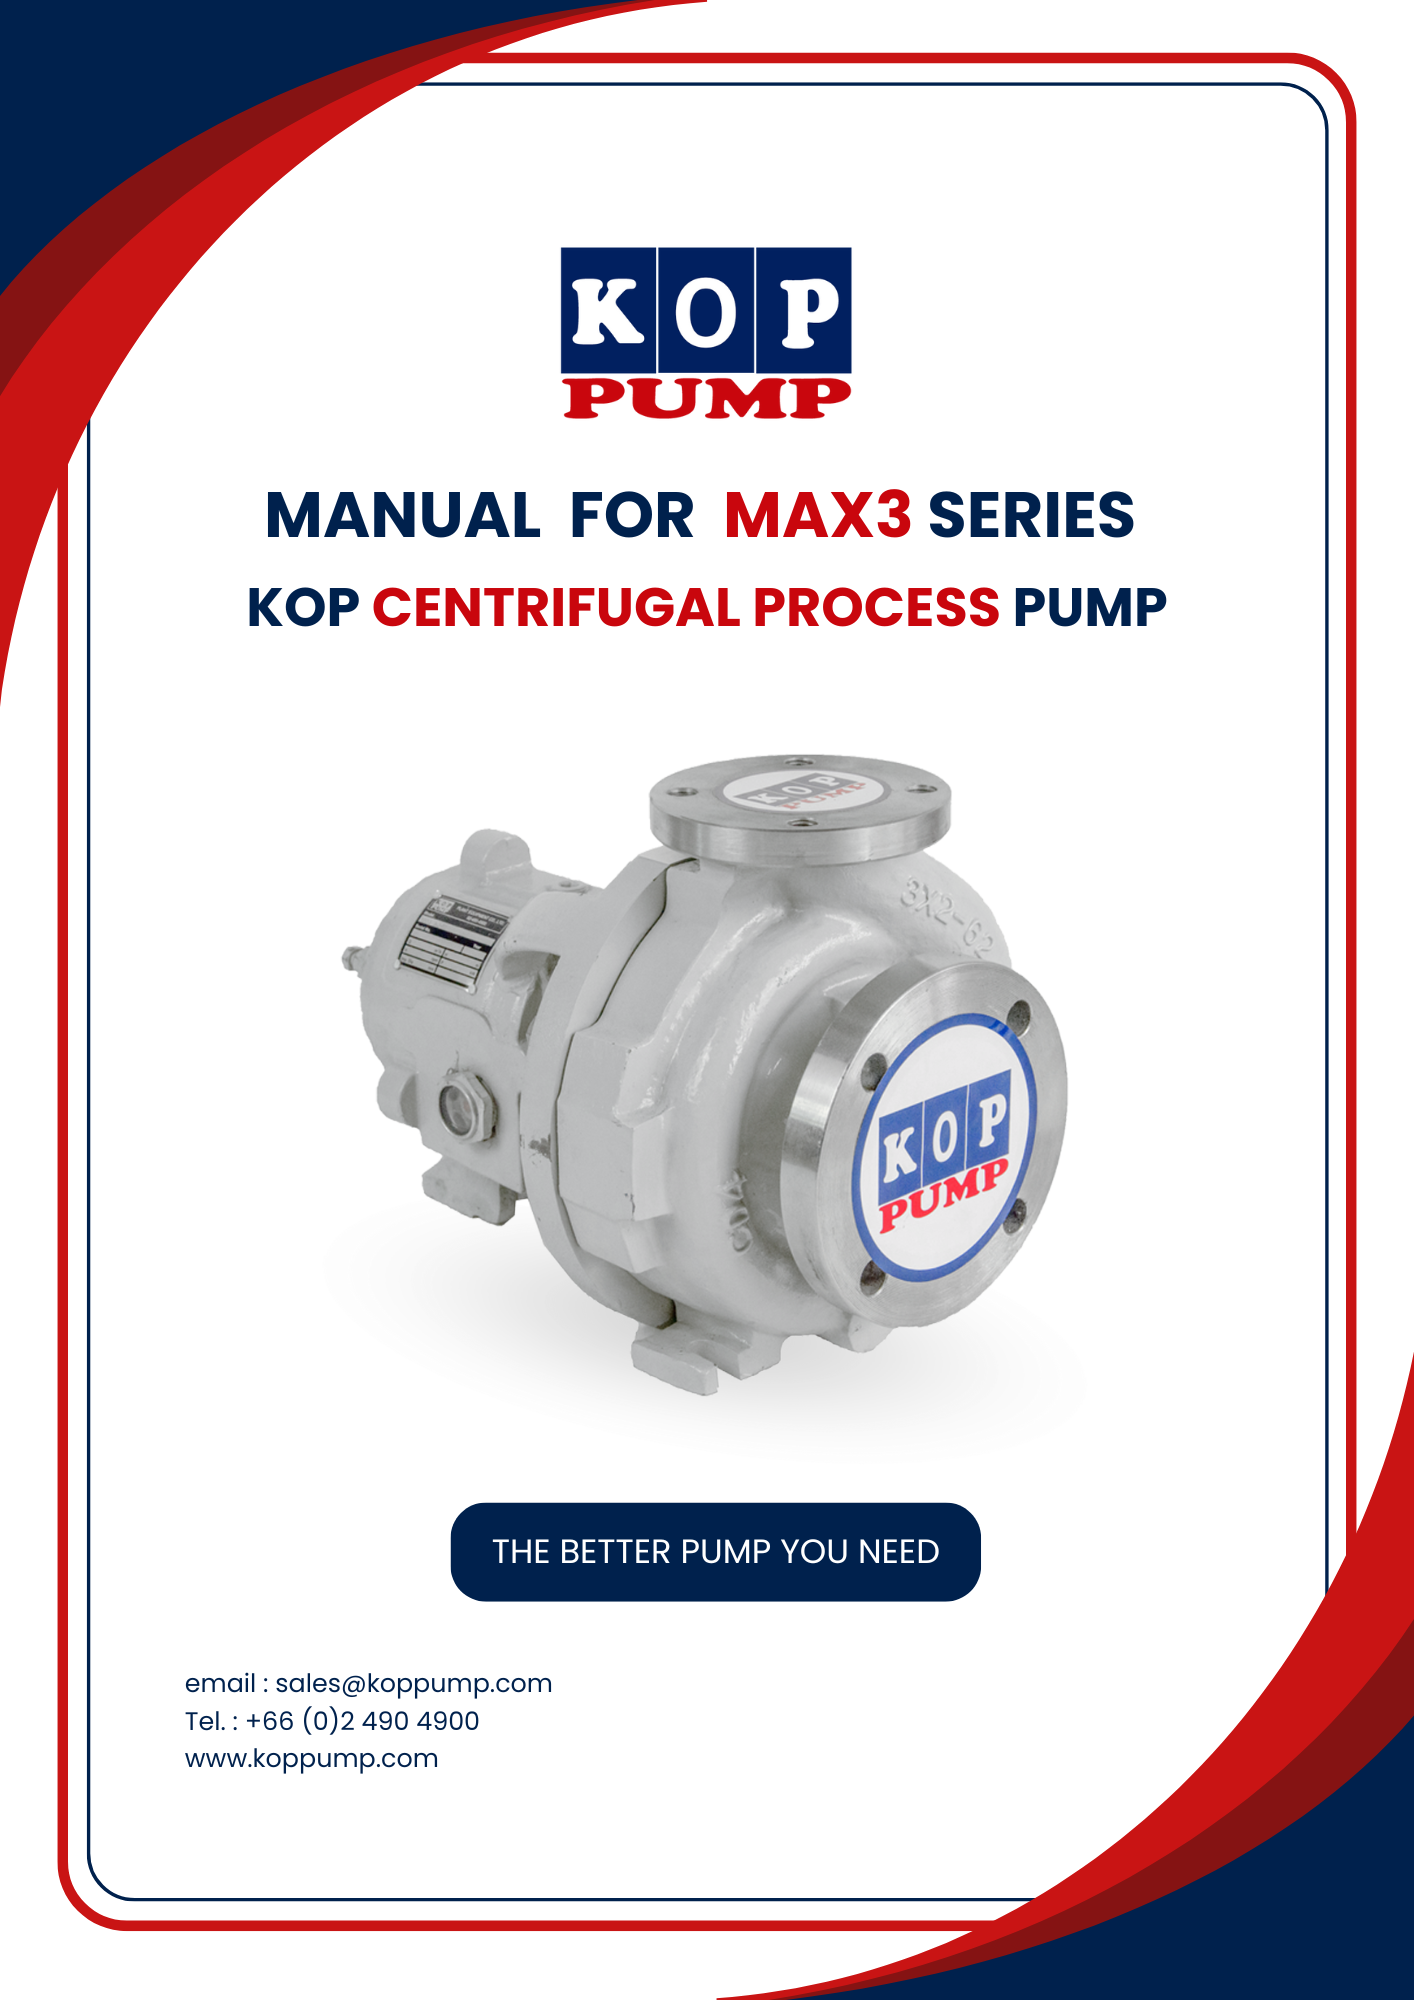 KOP
PUMP
MANUAL FOR MAX3 SERIES
KOP CENTRIFUGAL PROCESS PUMP
KOP
PUMP
3X2-62
KOP
PUMP
THE BETTER PUMP YOU NEED
email : sales@koppump.com
Tel. : +66 (0)2 490 4900
www.koppump.com